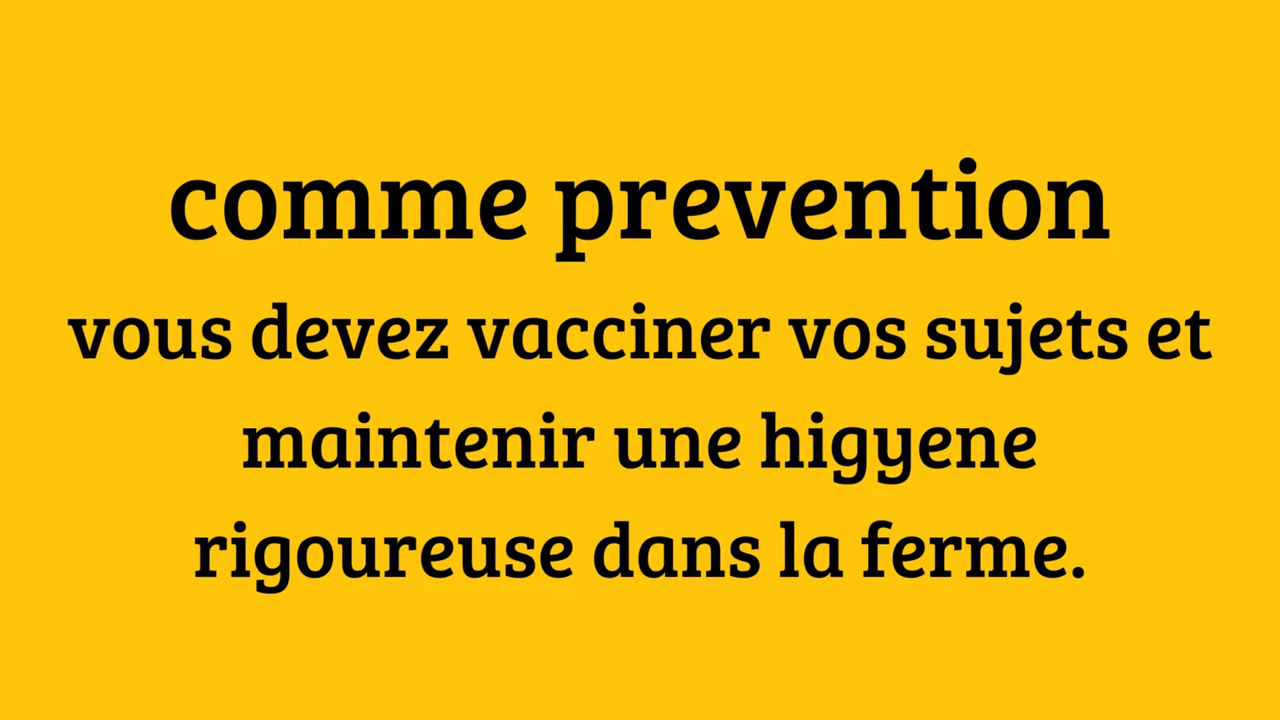 comme prevention
vous devez vacciner vos sujets et
maintenir une higyene
rigoureuse dans la ferme.